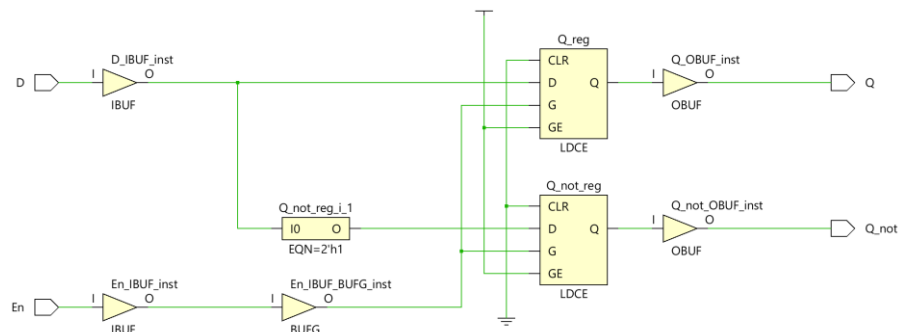 Q_reg
D_IBUF_inst
Q_OBUF_inst
CLR
D
I
O
D
Q
I
O
Q
IBUF
G
OBUF
GE
LDCE
Q_not_reg
Q_not_reg_i_1
CLR
Q_not_OBUF_inst
I0
O
D
Q
I
O
Q_not
EQN=2'h1
G
OBUF
En_IBUF_inst
En_IBUF_BUFG_inst
GE
En
I
O
I
O
LDCE
IBUF
BUFG